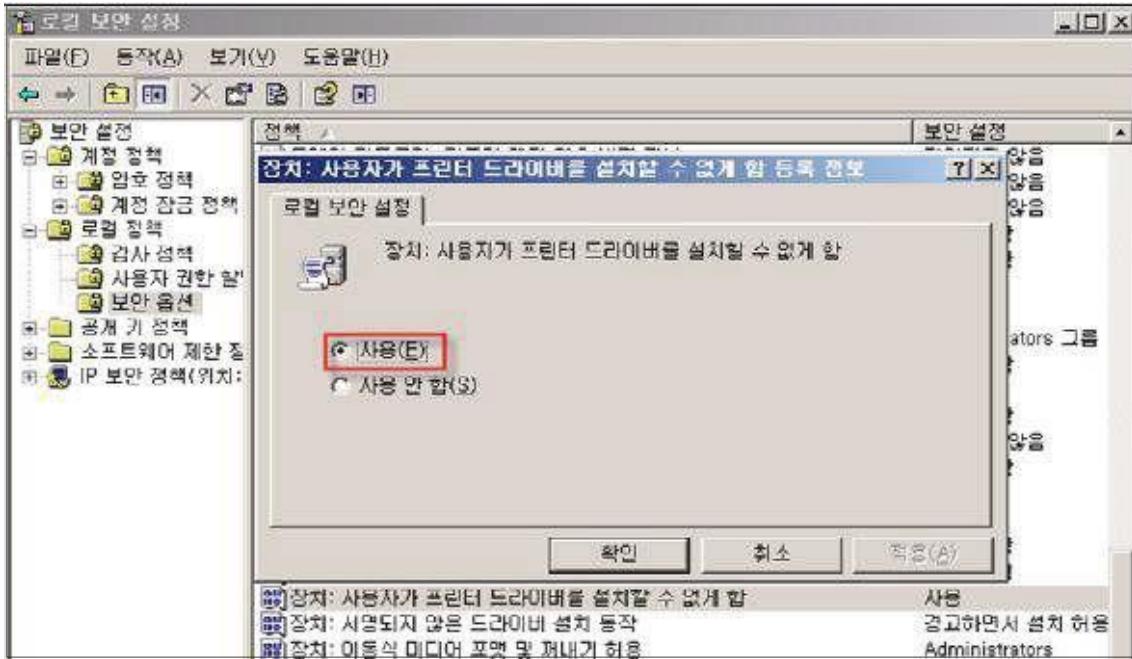 로컬 보안 설정
파일(F) 동작(A) 보기(V) 도움말(H)
보안 설정
계정 정책
암호 정책
계정 잠금 정책
로컬 정책
감사 정책
사용자 권한 할
보안 옵션
공개 키 정책
소프트웨어 제한 정
IP 보안 정책(위치:
정책 보안 설정
않음
않음
않음
장치: 사용자가 프린터 드라이버를 설치할 수 없게 함 등록 정보
로컬 보안 설정
장치: 사용자가 프린터 드라이버를 설치할 수 없게 함
사용(E)
사용 안 함(S)
ators 그룹
않음
확인 취소 적용(A)
장치: 사용자가 프린터 드라이버를 설치할 수 없게 함 사용
장치: 서명되지 않은 드라이버 설치 동작 경고하면서 설치 허용
장치: 이동식 미디어 포맷 및 꺼내기 허용 Administrators